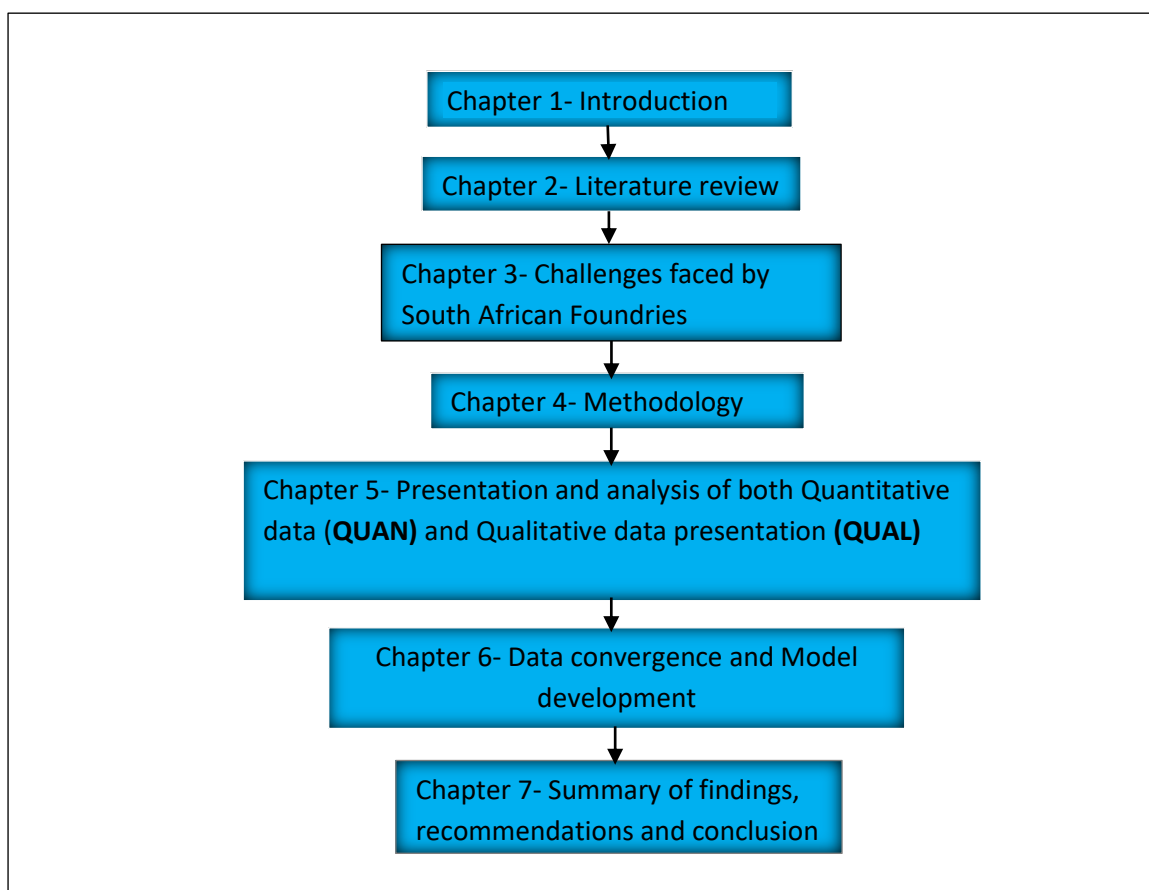 Chapter 1- Introduction
Chapter 2- Literature review
Chapter 3- Challenges faced by
South African Foundries
Chapter 4- Methodology
Chapter 5- Presentation and analysis of both Quantitative
data (QUAN) and Qualitative data presentation (QUAL)
Chapter 6- Data convergence and Model
development
Chapter 7- Summary of findings,
recommendations and conclusion